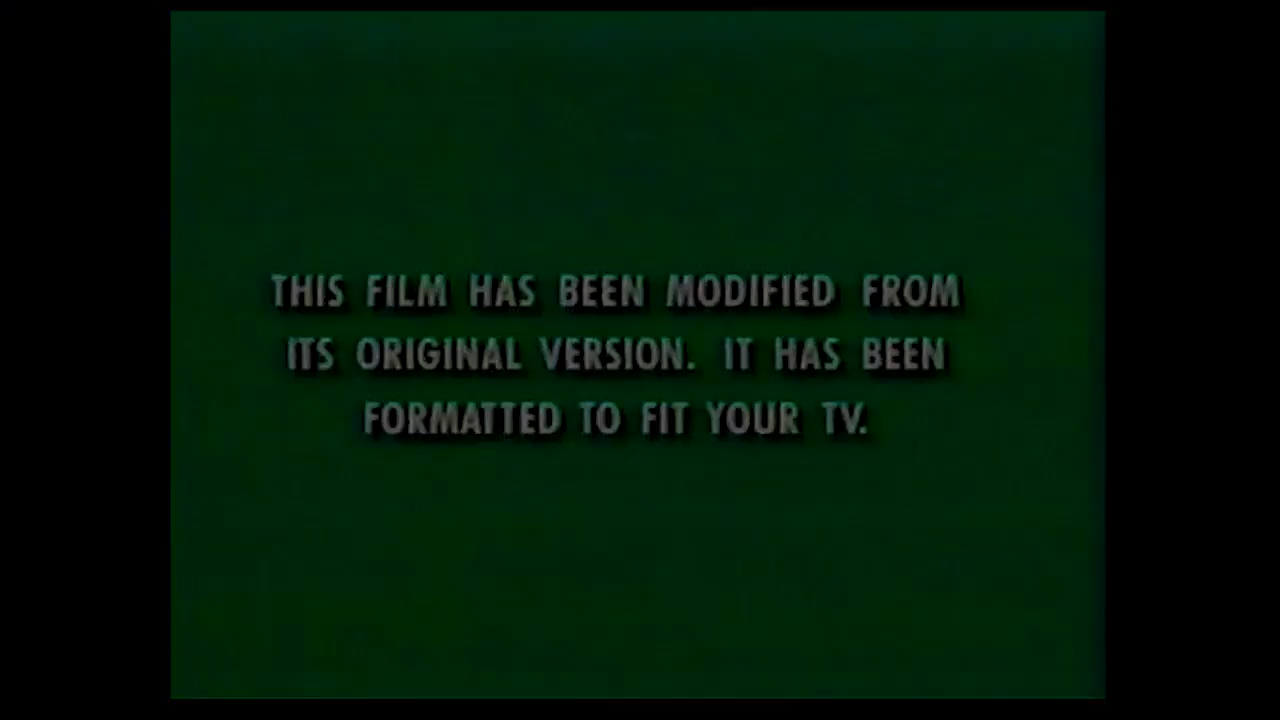 THIS FILM HAS BEEN MODIFIED FROM
ITS ORIGINAL VERSION. IT HAS BEEN
FORMATTED TO FIT YOUR TV.